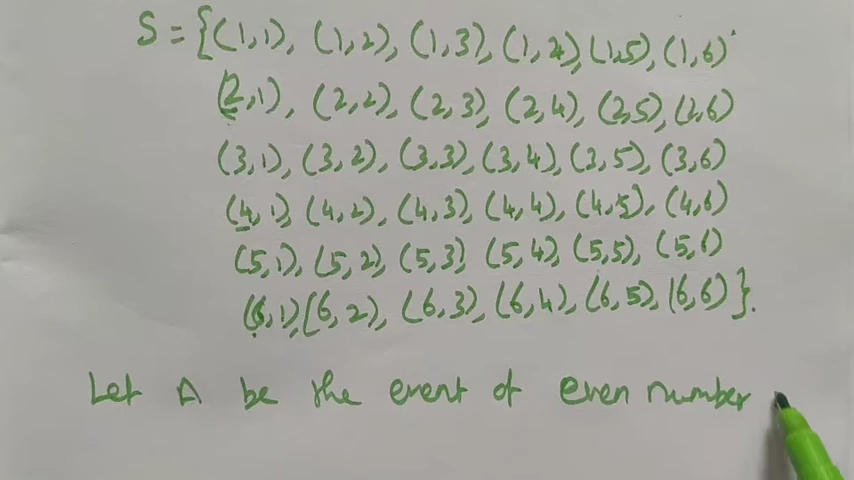 S = {(1,1), (1,2), (1,3), (1,4), (1,5), (1,6)
(2,1), (2,2), (2,3), (2,4), (2,5), (2,6)
(3,1), (3,2), (3,3), (3,4), (3,5), (3,6)
(4,1), (4,2), (4,3), (4,4), (4,5), (4,6)
(5,1), (5,2), (5,3) (5,4), (5,5), (5,6)
(6,1), (6,2), (6,3), (6,4), (6,5), (6,6)}.
Let A be the event of even number